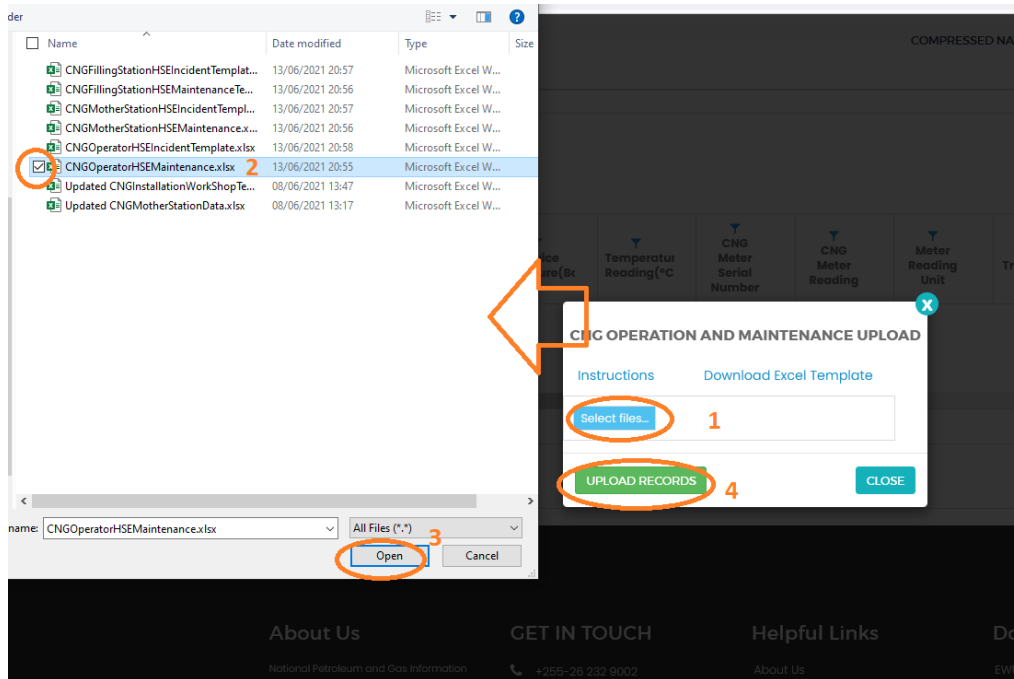 der
COMPRESSED NA
Name Date modified Type Size
CNGFillingStationHSEIncidentTemplat... 13/06/2021 20:57 Microsoft Excel W...
CNGFillingStationHSEMaintenanceTe... 13/06/2021 20:56 Microsoft Excel W...
CNGMotherStationHSEIncidentTempl... 13/06/2021 20:57 Microsoft Excel W...
CNGMotherStationHSEMaintenance.x... 13/06/2021 20:56 Microsoft Excel W...
CNGOperatorHSEIncidentTemplate.xlsx 13/06/2021 20:58 Microsoft Excel W...
CNGOperatorHSEMaintenance.xlsx 2 13/06/2021 20:55 Microsoft Excel W...
Updated CNGInstallationWorkShopTe... 08/06/2021 13:47 Microsoft Excel W...
Updated CNGMotherStationData.xlsx 08/06/2021 13:17 Microsoft Excel W...
name: CNGOperatorHSEMaintenance.xlsx All Files (*.*)
3
Open Cancel
ice
ure(Bc
Temperatur
Reading(°C
CNG
Meter
Serial
Number
CNG
Meter
Reading
Meter
Reading
Unit
Tr
X
CNG OPERATION AND MAINTENANCE UPLOAD
Instructions Download Excel Template
Select files... 1
UPLOAD RECORDS 4 CLOSE
About Us GET IN TOUCH Helpful Links Do
National Petroleum and Gas Information +255-26 232 9002 About Us EW